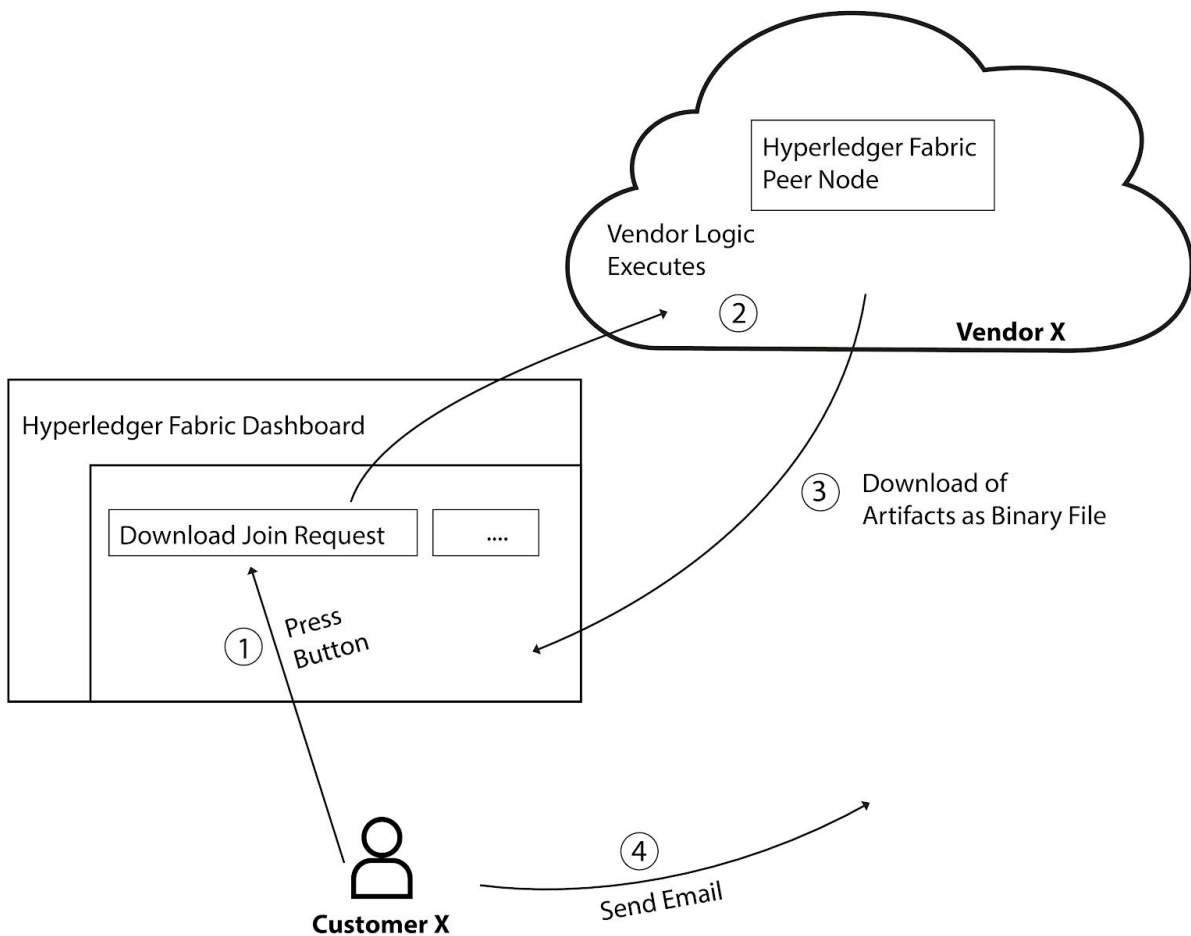 Hyperledger Fabric
Peer Node
Vendor Logic
Executes
2
Vendor X
Hyperledger Fabric Dashboard
Download Join Request
....
3
Download of
Artifacts as Binary File
1
Press
Button
4
Send Email
Customer X